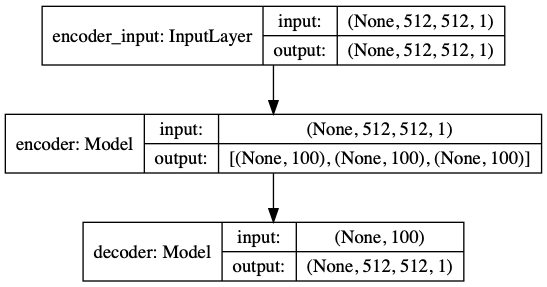 encoder_input: InputLayer
input: (None, 512, 512, 1)
output: (None, 512, 512, 1)
encoder: Model
input: (None, 512, 512, 1)
output: [(None, 100), (None, 100), (None, 100)]
decoder: Model
input: (None, 100)
output: (None, 512, 512, 1)